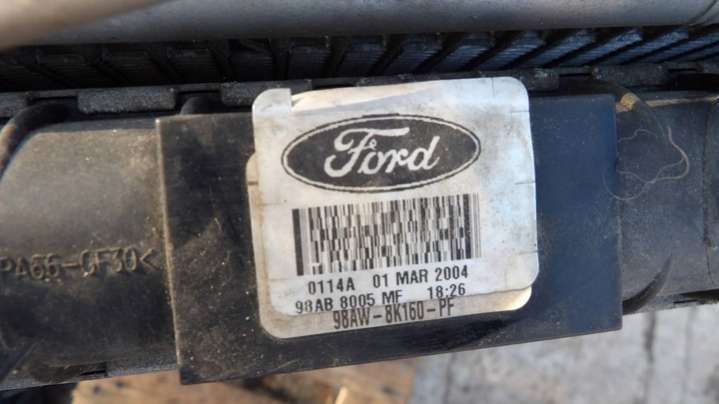 Ford
0114A 01 MAR 2004
98AB 8005 MF 18:26
98AW-8K160-PF
PA66-GF30<